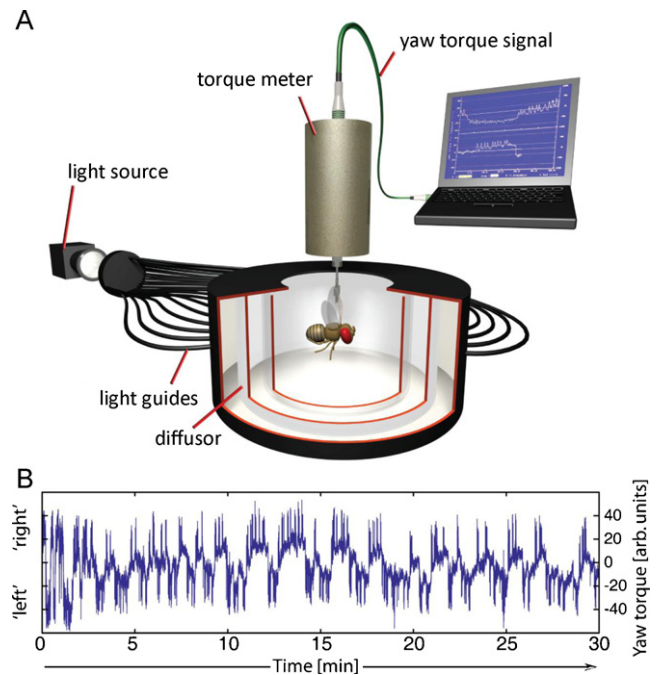 A
yaw torque signal
torque meter
light source
light guides
diffusor
B
'right'
'left'
40
20
0
-20
-40
Yaw torque [arb.units]
0 5 10 15 20 25 30
Time [min]